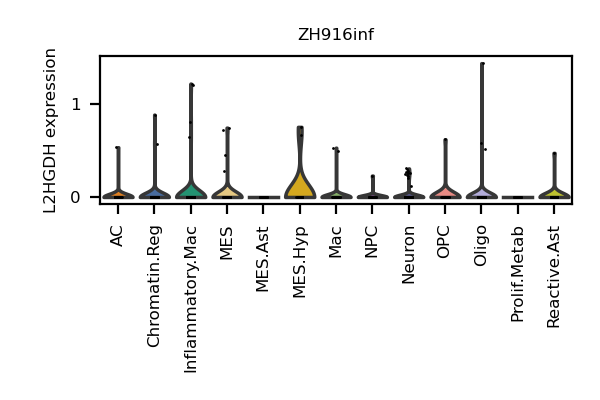 ZH916inf
L2HGDH expression
1
0
AC
Chromatin.Reg
Inflammatory.Mac
MES
MES.Ast
MES.Hyp
Mac
NPC
Neuron
OPC
Oligo
Prolif.Metab
Reactive.Ast